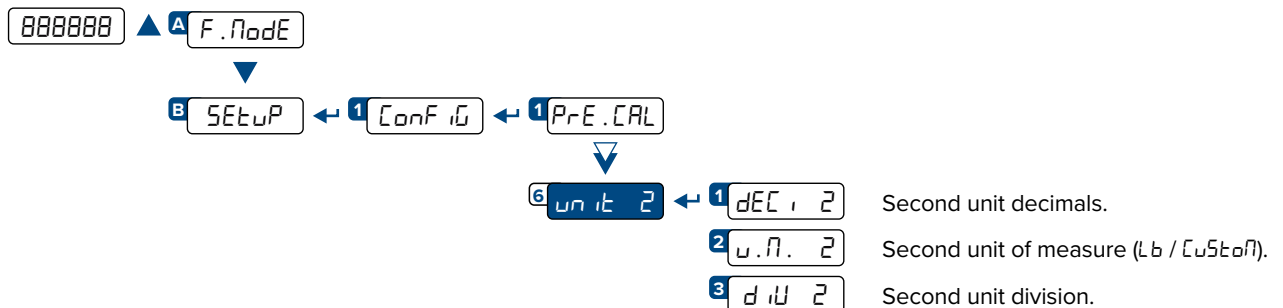 888888 A F.ModE
B SEtuP 1 ConFiG 1 PrE.CAL
6 unit 2 1 dECi 2 Second unit decimals.
2 u.M. 2 Second unit of measure (Lb / CuStoM).
3 diV 2 Second unit division.